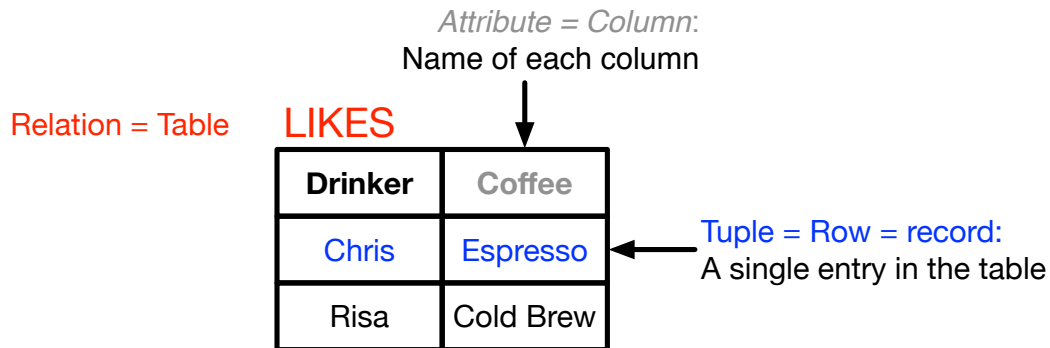 Attribute = Column:
Name of each column
Relation = Table
LIKES
Drinker Coffee
Chris Espresso
Tuple = Row = record:
A single entry in the table
Risa Cold Brew